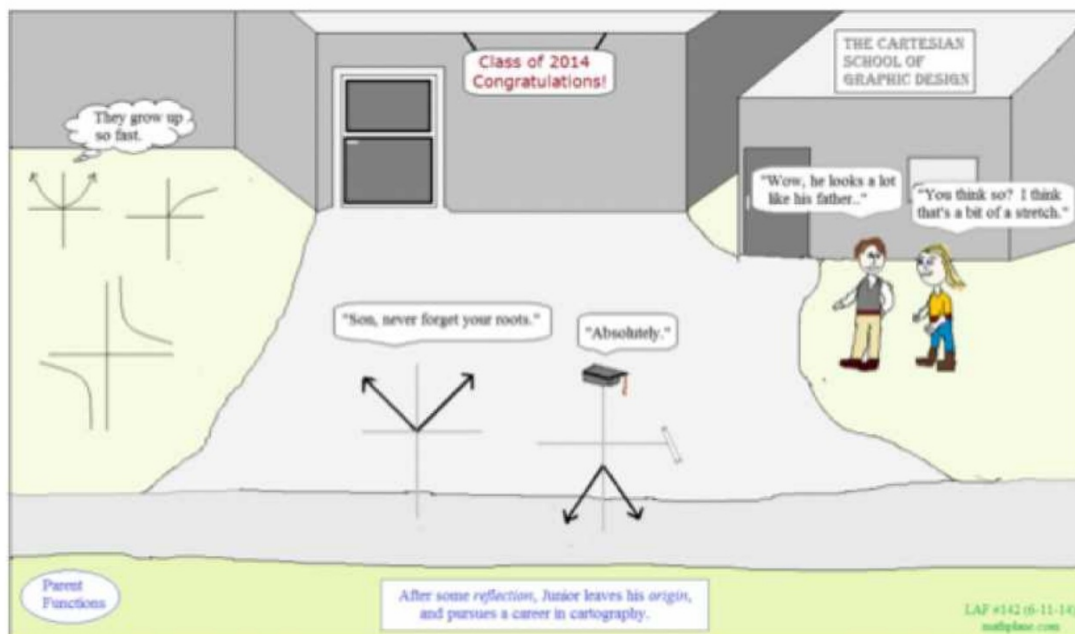 Class of 2014
Congratulations!
THE CARTESIAN
SCHOOL OF
GRAPHIC DESIGN
They grow up
so fast.
"Wow, he looks a lot
like his father.."
"You think so?  I think
that's a bit of a stretch."
"Son, never forget your roots."
"Absolutely."
Parent
Functions
After some reflection, Junior leaves his origin,
and pursues a career in cartography.
LAF #142 (6-11-14)
mathplane.com